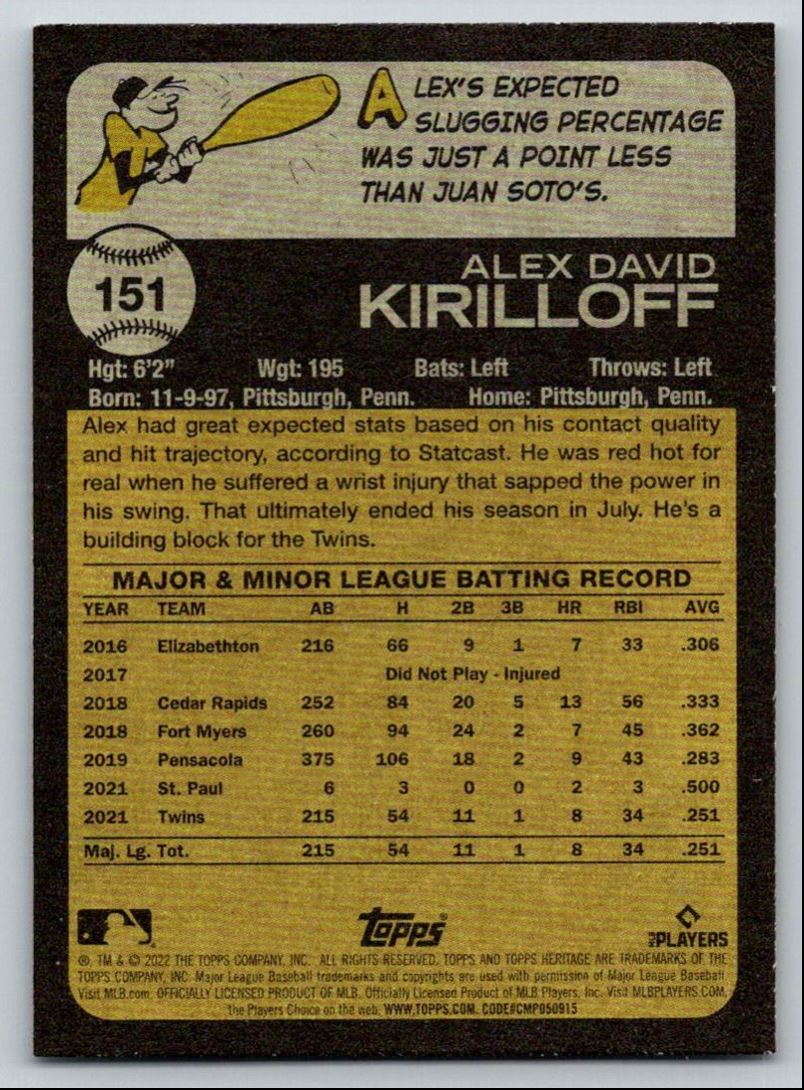 ALEX'S EXPECTED
SLUGGING PERCENTAGE
WAS JUST A POINT LESS
THAN JUAN SOTO'S.
151
ALEX DAVID
KIRILLOFF
Hgt: 6'2" Wgt: 195 Bats: Left Throws: Left
Born: 11-9-97, Pittsburgh, Penn. Home: Pittsburgh, Penn.
Alex had great expected stats based on his contact quality
and hit trajectory, according to Statcast. He was red hot for
real when he suffered a wrist injury that sapped the power in
his swing. That ultimately ended his season in July. He's a
building block for the Twins.
MAJOR & MINOR LEAGUE BATTING RECORD
YEAR TEAM AB H 2B 3B HR RBI AVG
2016 Elizabethton 216 66 9 1 7 33 .306
2017 Did Not Play - Injured
2018 Cedar Rapids 252 84 20 5 13 56 .333
2018 Fort Myers 260 94 24 2 7 45 .362
2019 Pensacola 375 106 18 2 9 43 .283
2021 St. Paul 6 3 0 0 2 3 .500
2021 Twins 215 54 11 1 8 34 .251
Maj. Lg. Tot. 215 54 11 1 8 34 .251
Topps
MLB PLAYERS
®, TM & © 2022 THE TOPPS COMPANY, INC. ALL RIGHTS RESERVED. TOPPS AND TOPPS HERITAGE ARE TRADEMARKS OF THE
TOPPS COMPANY, INC. Major League Baseball trademarks and copyrights are used with permission of Major League Baseball.
Visit MLB.com. OFFICIALLY LICENSED PRODUCT OF MLB. Officially Licensed Product of MLB Players, Inc. Visit MLBPLAYERS.COM,
the Players Choice on the web. WWW.TOPPS.COM. CODE#CMP050915